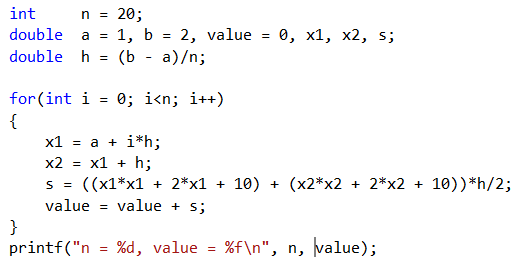 int     n = 20;
double  a = 1, b = 2, value = 0, x1, x2, s;
double  h = (b - a)/n;

for(int i = 0; i<n; i++)
{
    x1 = a + i*h;
    x2 = x1 + h;
    s = ((x1*x1 + 2*x1 + 10) + (x2*x2 + 2*x2 + 10))*h/2;
    value = value + s;
}
printf("n = %d, value = %f\n", n, value);